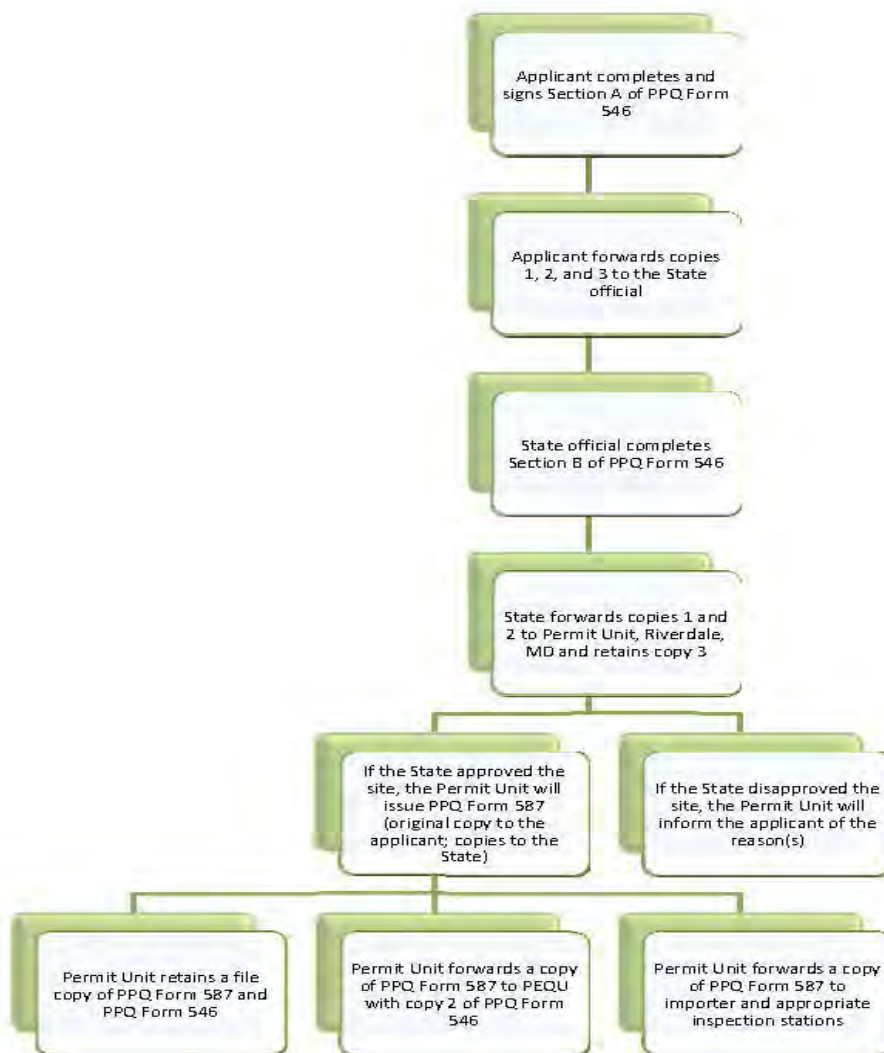 Applicant completes and
signs Section A of PPQ Form
546
Applicant forwards copies
1, 2, and 3 to the State
official
State official completes
Section B of PPQ Form 546
State forwards copies 1 and
2 to Permit Unit, Riverdale,
MD and retains copy 3
If the State approved the
site, the Permit Unit will
issue PPQ Form 587
(original copy to the
applicant; copies to the
State)
If the State disapproved the
site, the Permit Unit will
inform the applicant of the
reason(s)
Permit Unit retains a file
copy of PPQ Form 587 and
PPQ Form 546
Permit Unit forwards a copy
of PPQ Form 587 to PEQU
with copy 2 of PPQ Form
546
Permit Unit forwards a copy
of PPQ Form 587 to
importer and appropriate
inspection stations